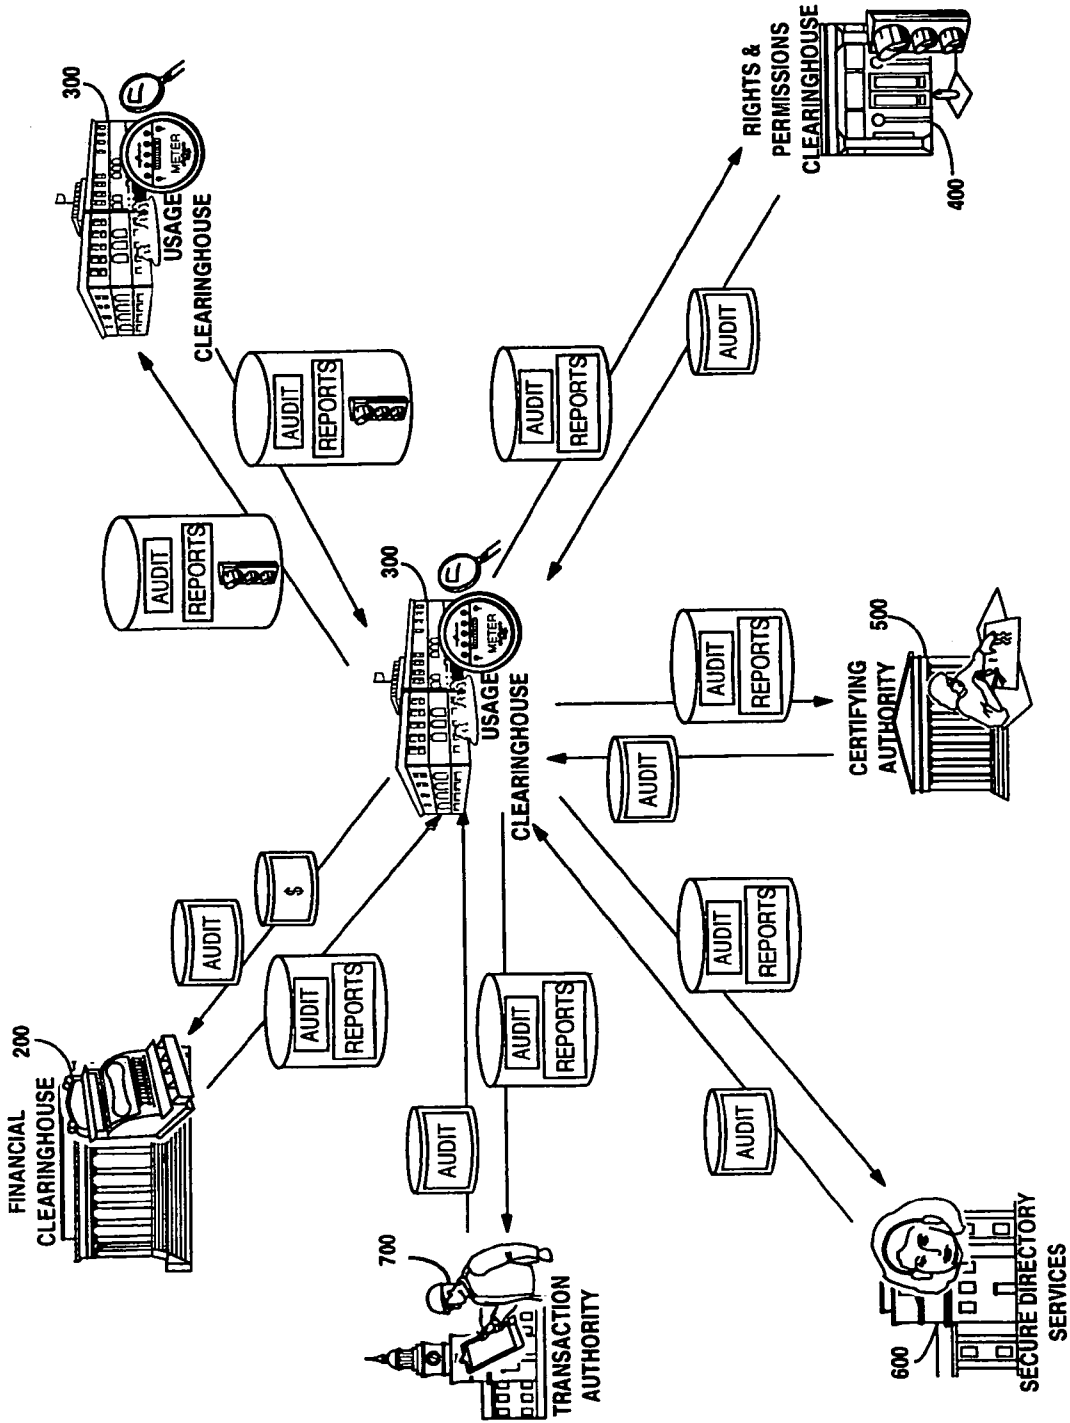 FINANCIAL
CLEARINGHOUSE
200
300
METER
USAGE
CLEARINGHOUSE
AUDIT
REPORTS
AUDIT
$
AUDIT
REPORTS
AUDIT
REPORTS
300
METER
USAGE
CLEARINGHOUSE
700
AUDIT
AUDIT
REPORTS
AUDIT
REPORTS
TRANSACTION
AUTHORITY
AUDIT
AUDIT
REPORTS
AUDIT
REPORTS
AUDIT
AUDIT
RIGHTS &
PERMISSIONS
CLEARINGHOUSE
400
CERTIFYING
AUTHORITY
500
600
SECURE DIRECTORY
SERVICES